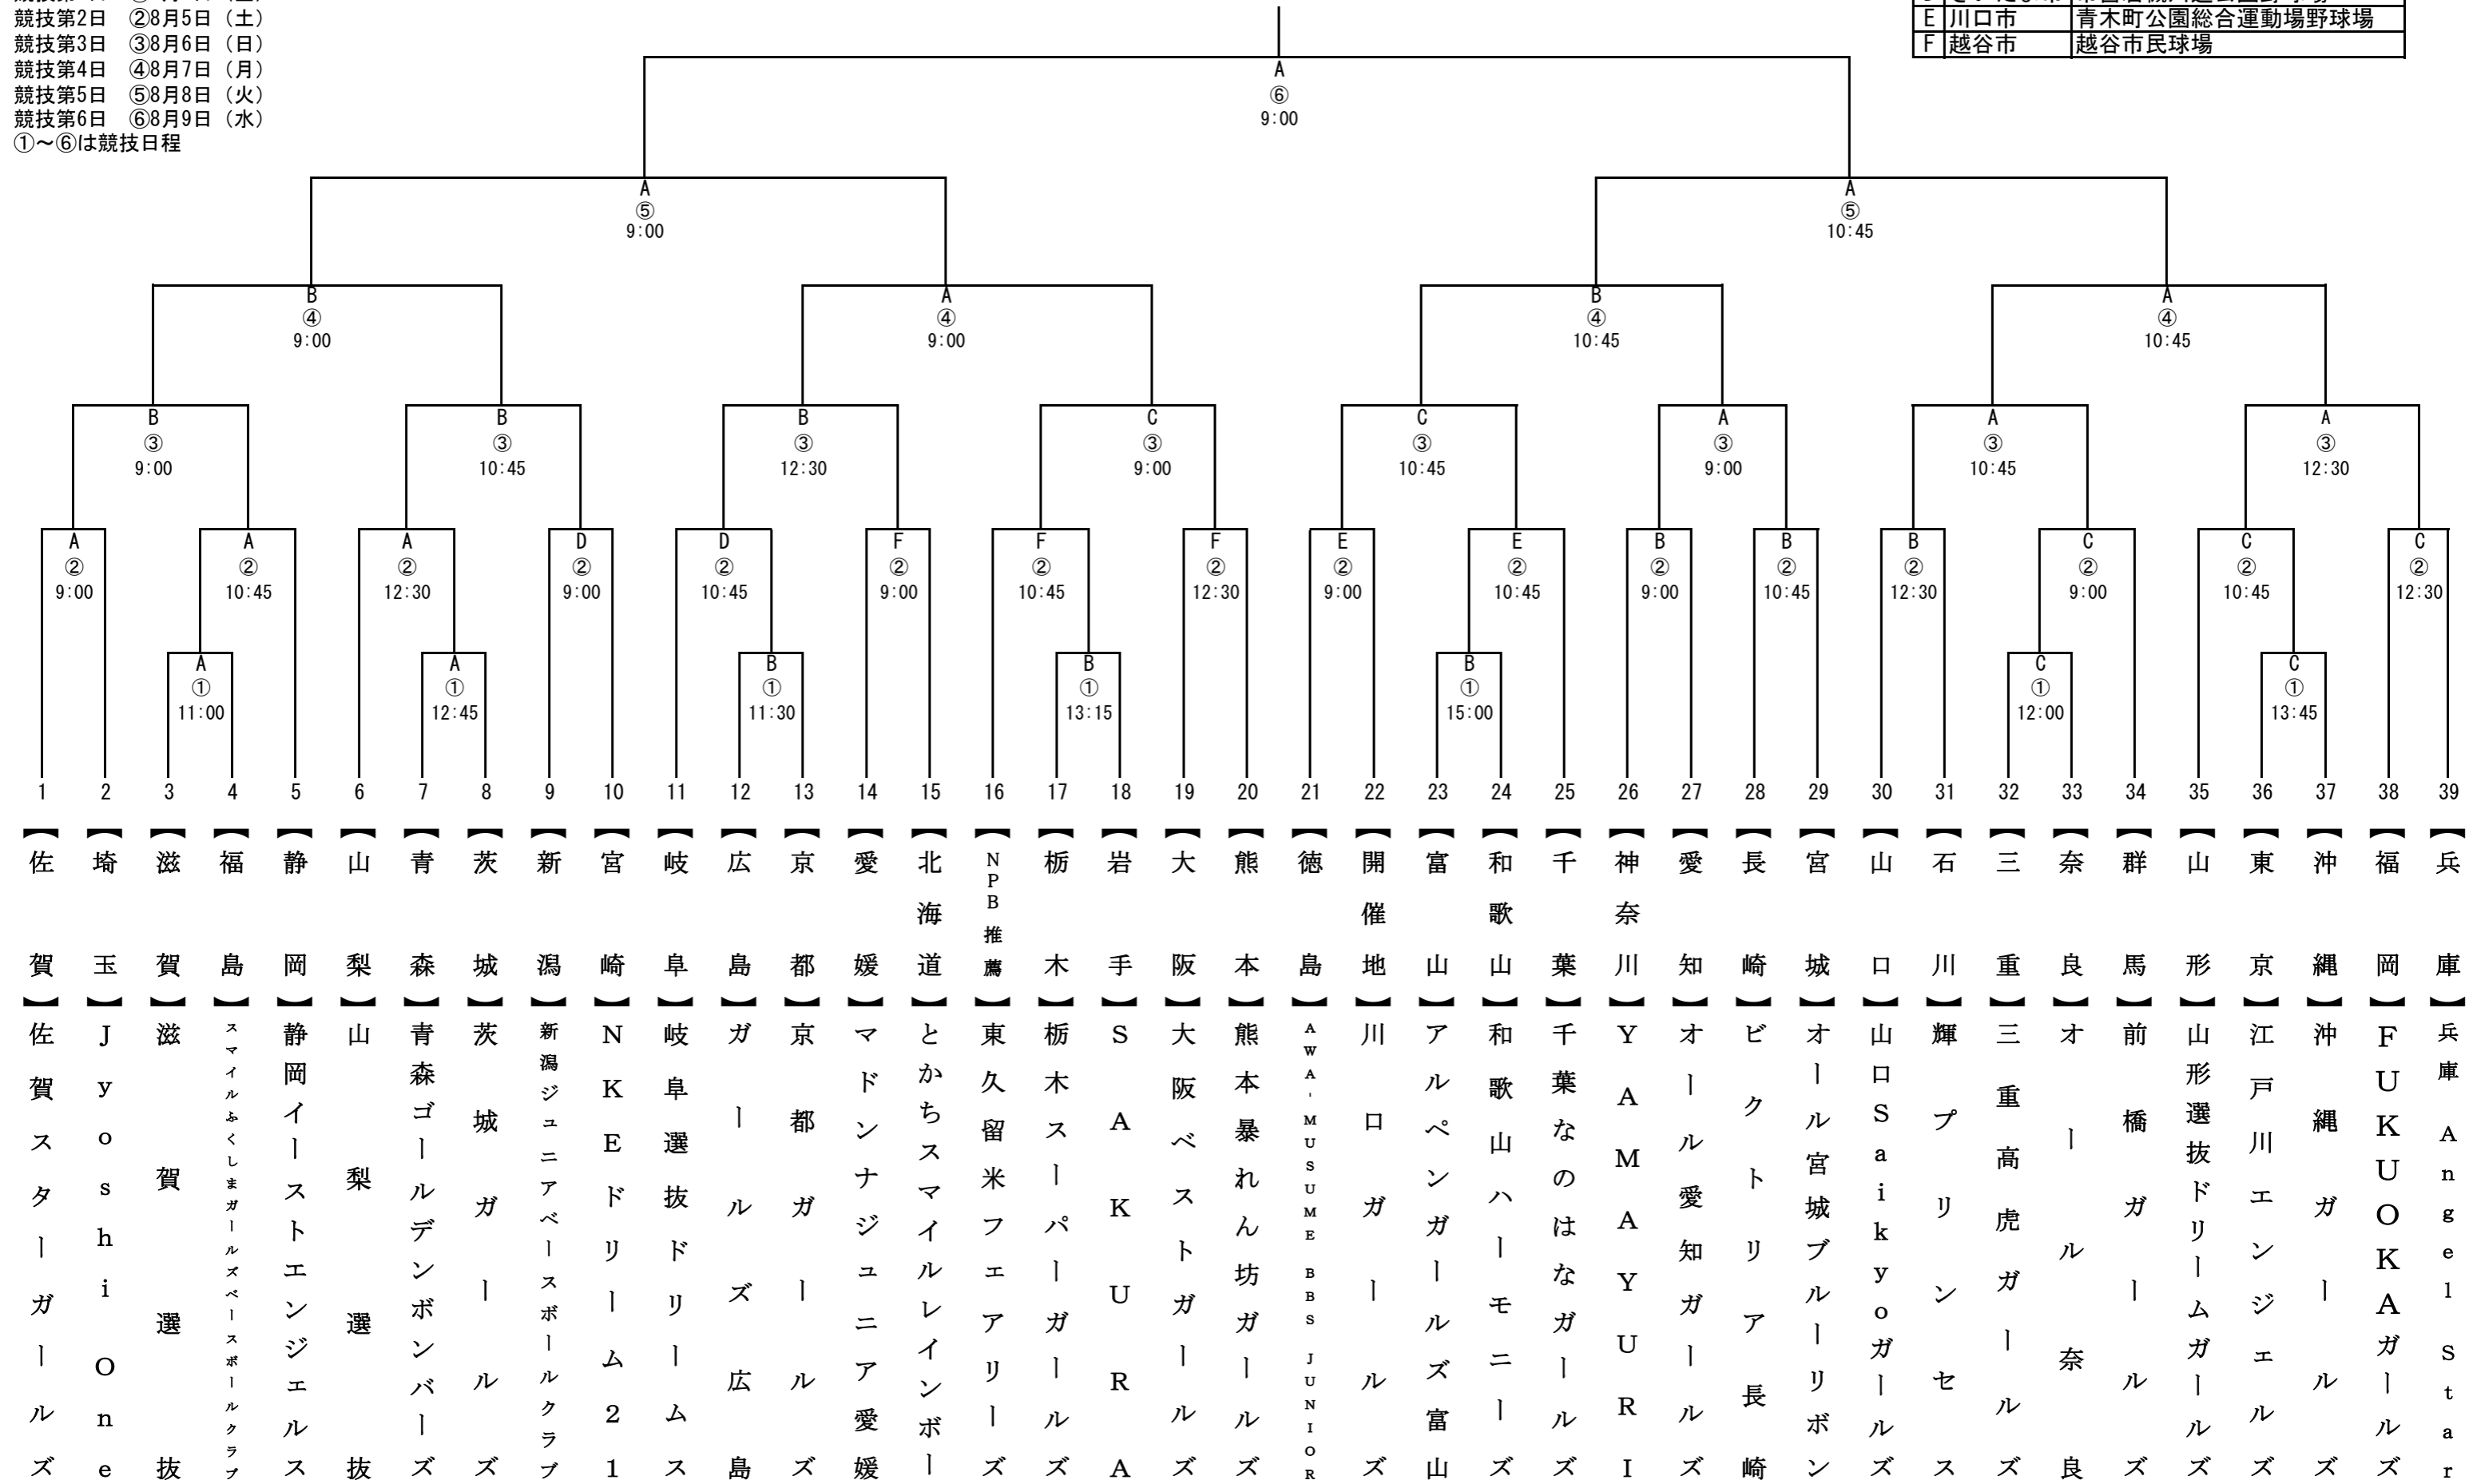 競技第2日　②8月5日（土）
競技第3日　③8月6日（日）
競技第4日　④8月7日（月）
競技第5日　⑤8月8日（火）
競技第6日　⑥8月9日（水）
①～⑥は競技日程
E 川口市 青木町公園総合運動場野球場
F 越谷市 越谷市民球場
A ⑥ 9:00
A ⑤ 9:00
A ⑤ 10:45
B ④ 9:00
A ④ 9:00
B ④ 10:45
A ④ 10:45
B ③ 9:00
B ③ 10:45
B ③ 12:30
C ③ 9:00
C ③ 10:45
A ③ 9:00
A ③ 10:45
A ③ 12:30
A ② 9:00
A ② 10:45
A ② 12:30
D ② 9:00
D ② 10:45
F ② 9:00
F ② 10:45
F ② 12:30
E ② 9:00
E ② 10:45
B ② 9:00
B ② 10:45
B ② 12:30
C ② 9:00
C ② 10:45
C ② 12:30
A ① 11:00
A ① 12:45
B ① 11:30
B ① 13:15
B ① 15:00
C ① 12:00
C ① 13:45
1 【佐賀】佐賀スターガールズ
2 【埼玉】Jyoshi One
3 【滋賀】滋賀選抜
4 【福島】スマイルふくしまガールズベースボールクラブ
5 【静岡】静岡イーストエンジェルス
6 【山梨】山梨選抜
7 【青森】青森ゴールデンボンバーズ
8 【茨城】茨城ガールズ
9 【新潟】新潟ジュニアベースボールクラブ
10 【宮崎】NKEドリーム21
11 【岐阜】岐阜選抜ドリームス
12 【広島】ガールズ広島
13 【京都】京都ガールズ
14 【愛媛】マドンナジュニア愛媛
15 【北海道】とかちスマイルレインボー
16 【NPB推薦】東久留米フェアリーズ
17 【栃木】栃木スーパーガールズ
18 【岩手】SAKURA
19 【大阪】大阪ベストガールズ
20 【熊本】熊本暴れん坊ガールズ
21 【徳島】AWA-MUSUME BBS JUNIOR
22 【開催地】川口ガールズ
23 【富山】アルペンガールズ富山
24 【和歌山】和歌山ハーモニーズ
25 【千葉】千葉なのはなガールズ
26 【神奈川】YAMAYURI
27 【愛知】オール愛知ガールズ
28 【長崎】ビクトリア長崎
29 【宮城】オール宮城ブルーリボン
30 【山口】山口Saikyoガールズ
31 【石川】輝プリンセス
32 【三重】三重高虎ガールズ
33 【奈良】オール奈良
34 【群馬】前橋ガールズ
35 【山形】山形選抜ドリームガールズ
36 【東京】江戸川エンジェルズ
37 【沖縄】沖縄ガールズ
38 【福岡】FUKUOKAガールズ
39 【兵庫】兵庫Angel Star